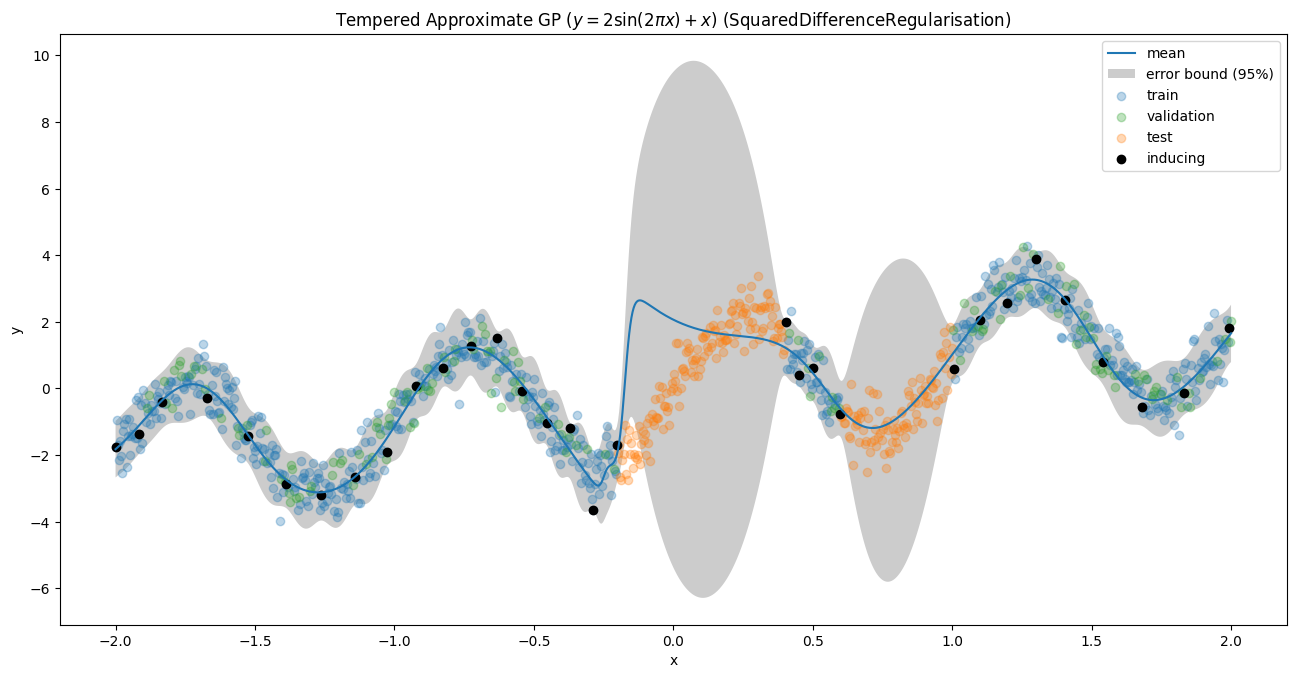 Tempered Approximate GP (y = 2 sin(2πx) + x) (SquaredDifferenceRegularisation)
mean
error bound (95%)
train
validation
test
inducing
y
10
8
6
4
2
0
−2
−4
−6
−2.0 −1.5 −1.0 −0.5 0.0 0.5 1.0 1.5 2.0
x